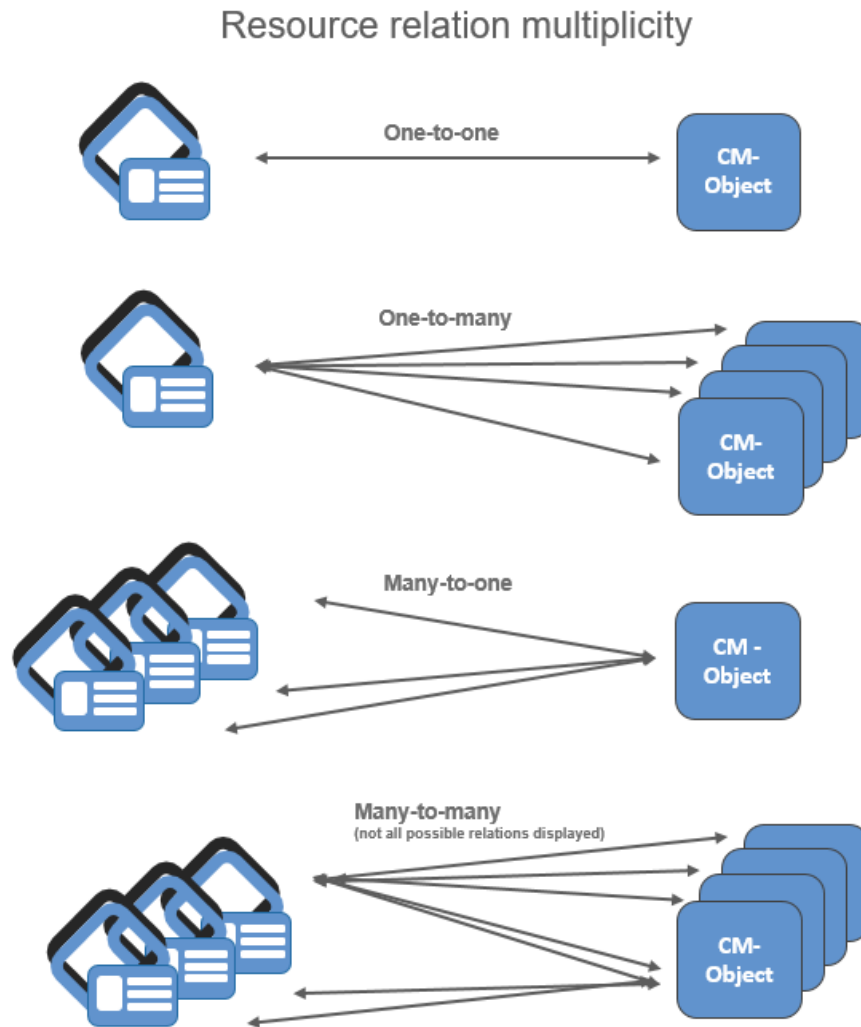 Resource relation multiplicity
One-to-one
CM-
Object
One-to-many
CM-
Object
Many-to-one
CM -
Object
Many-to-many
(not all possible relations displayed)
CM-
Object